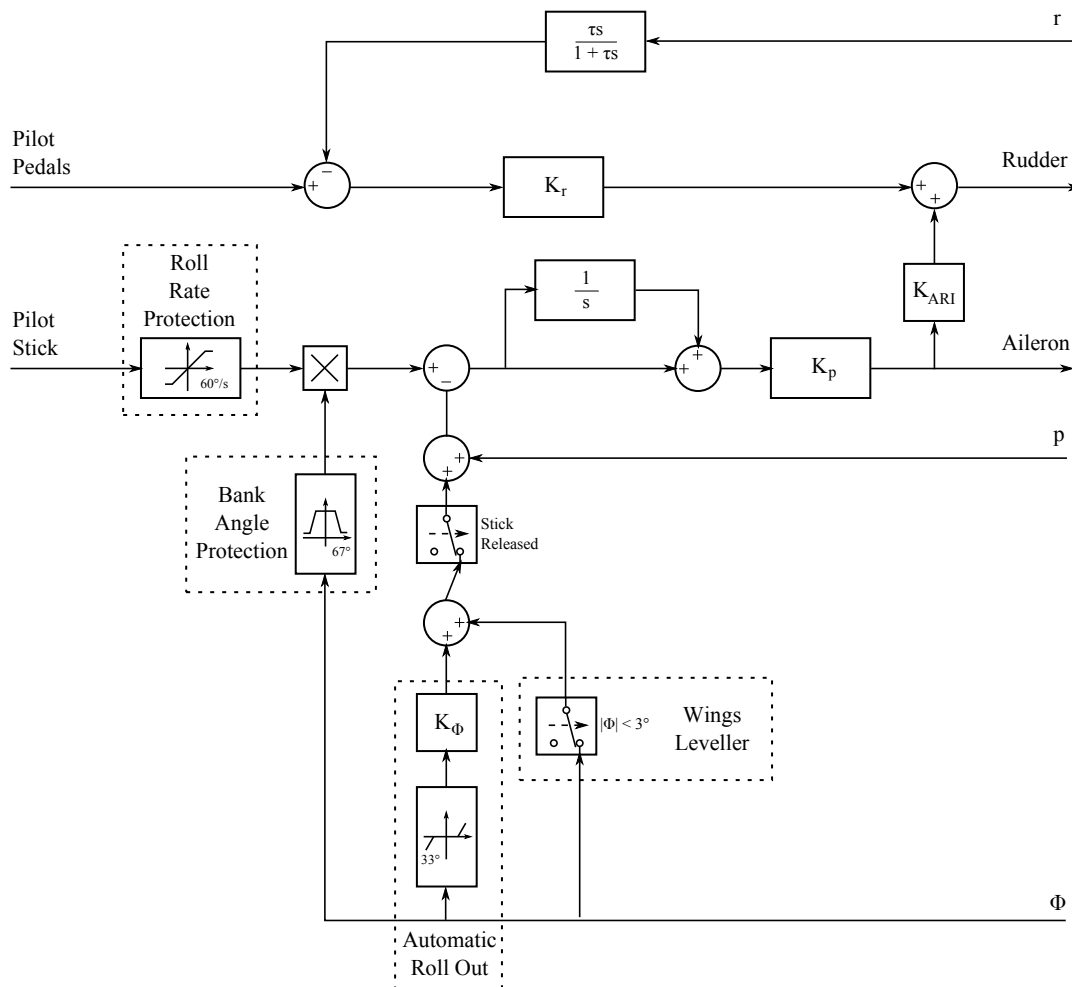 r
τs
1 + τs
Pilot
Pedals
−
+
K_r
+
+
Rudder
Roll
Rate
Protection
1
s
K_ARI
Pilot
Stick
60°/s
+
−
+
+
K_p
Aileron
p
+
+
Bank
Angle
Protection
67°
Stick
Released
+
+
K_Φ
|Φ| < 3°
Wings
Leveller
33°
Φ
Automatic
Roll Out